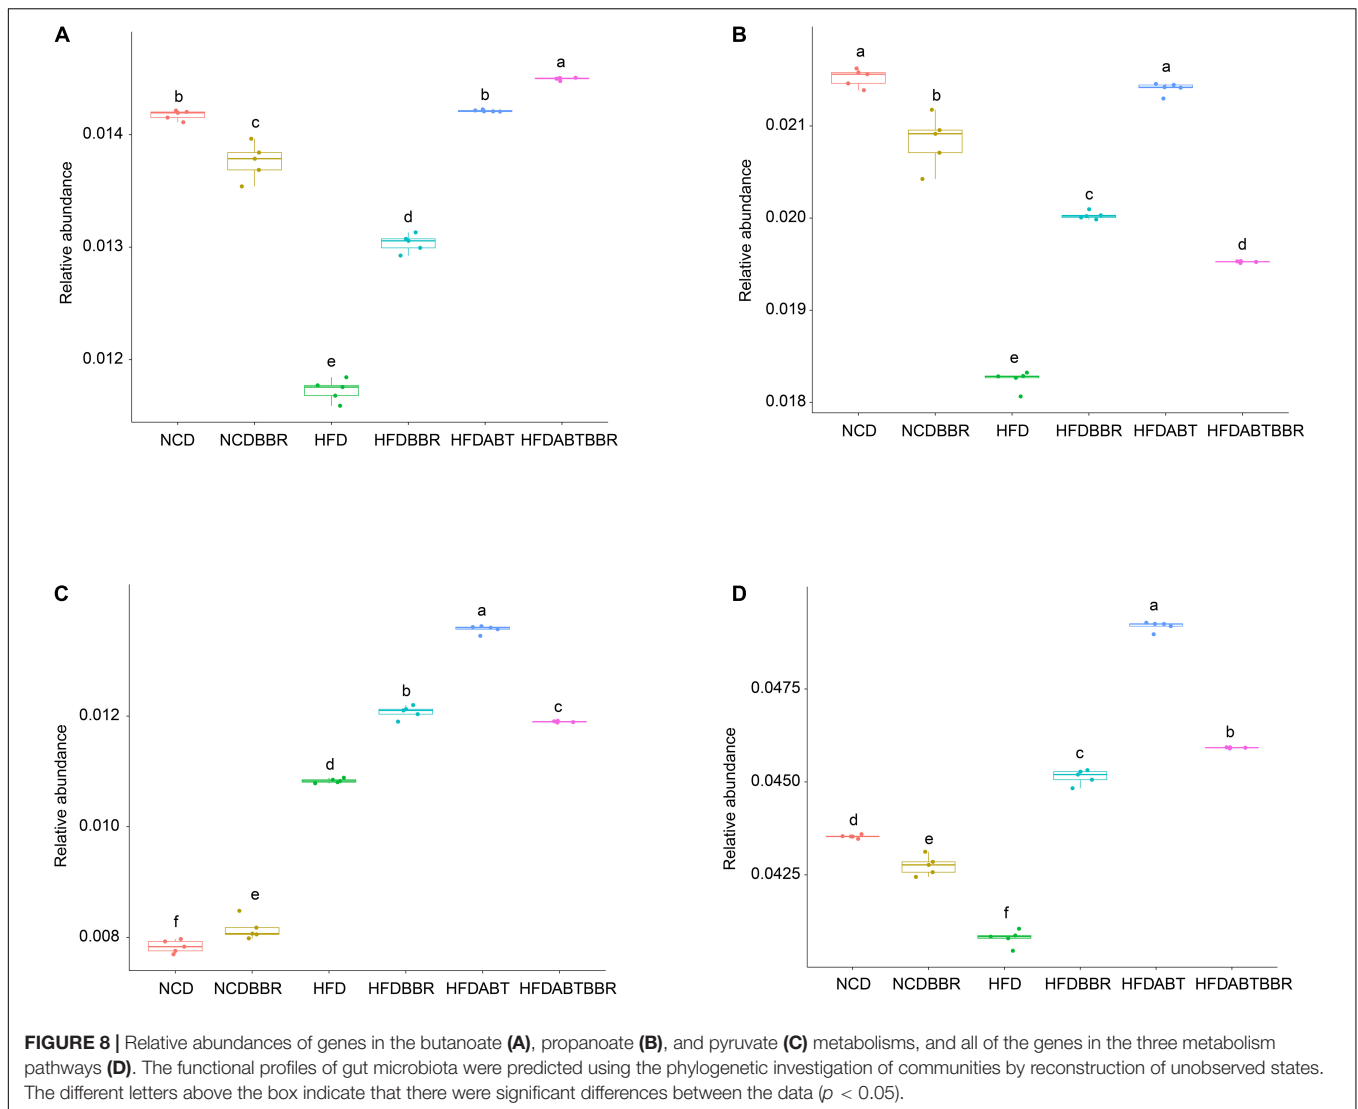 A
Relative abundance
0.014
0.013
0.012
b
c
e
d
b
a
NCD
NCDBBR
HFD
HFDBBR
HFDABT
HFDABTBBR
B
Relative abundance
0.021
0.020
0.019
0.018
a
b
e
c
a
d
NCD
NCDBBR
HFD
HFDBBR
HFDABT
HFDABTBBR
C
Relative abundance
0.012
0.010
0.008
f
e
d
b
a
c
NCD
NCDBBR
HFD
HFDBBR
HFDABT
HFDABTBBR
D
Relative abundance
0.0475
0.0450
0.0425
d
e
f
c
a
b
NCD
NCDBBR
HFD
HFDBBR
HFDABT
HFDABTBBR
FIGURE 8 | Relative abundances of genes in the butanoate (A), propanoate (B), and pyruvate (C) metabolisms, and all of the genes in the three metabolism
pathways (D). The functional profiles of gut microbiota were predicted using the phylogenetic investigation of communities by reconstruction of unobserved states.
The different letters above the box indicate that there were significant differences between the data (p < 0.05).